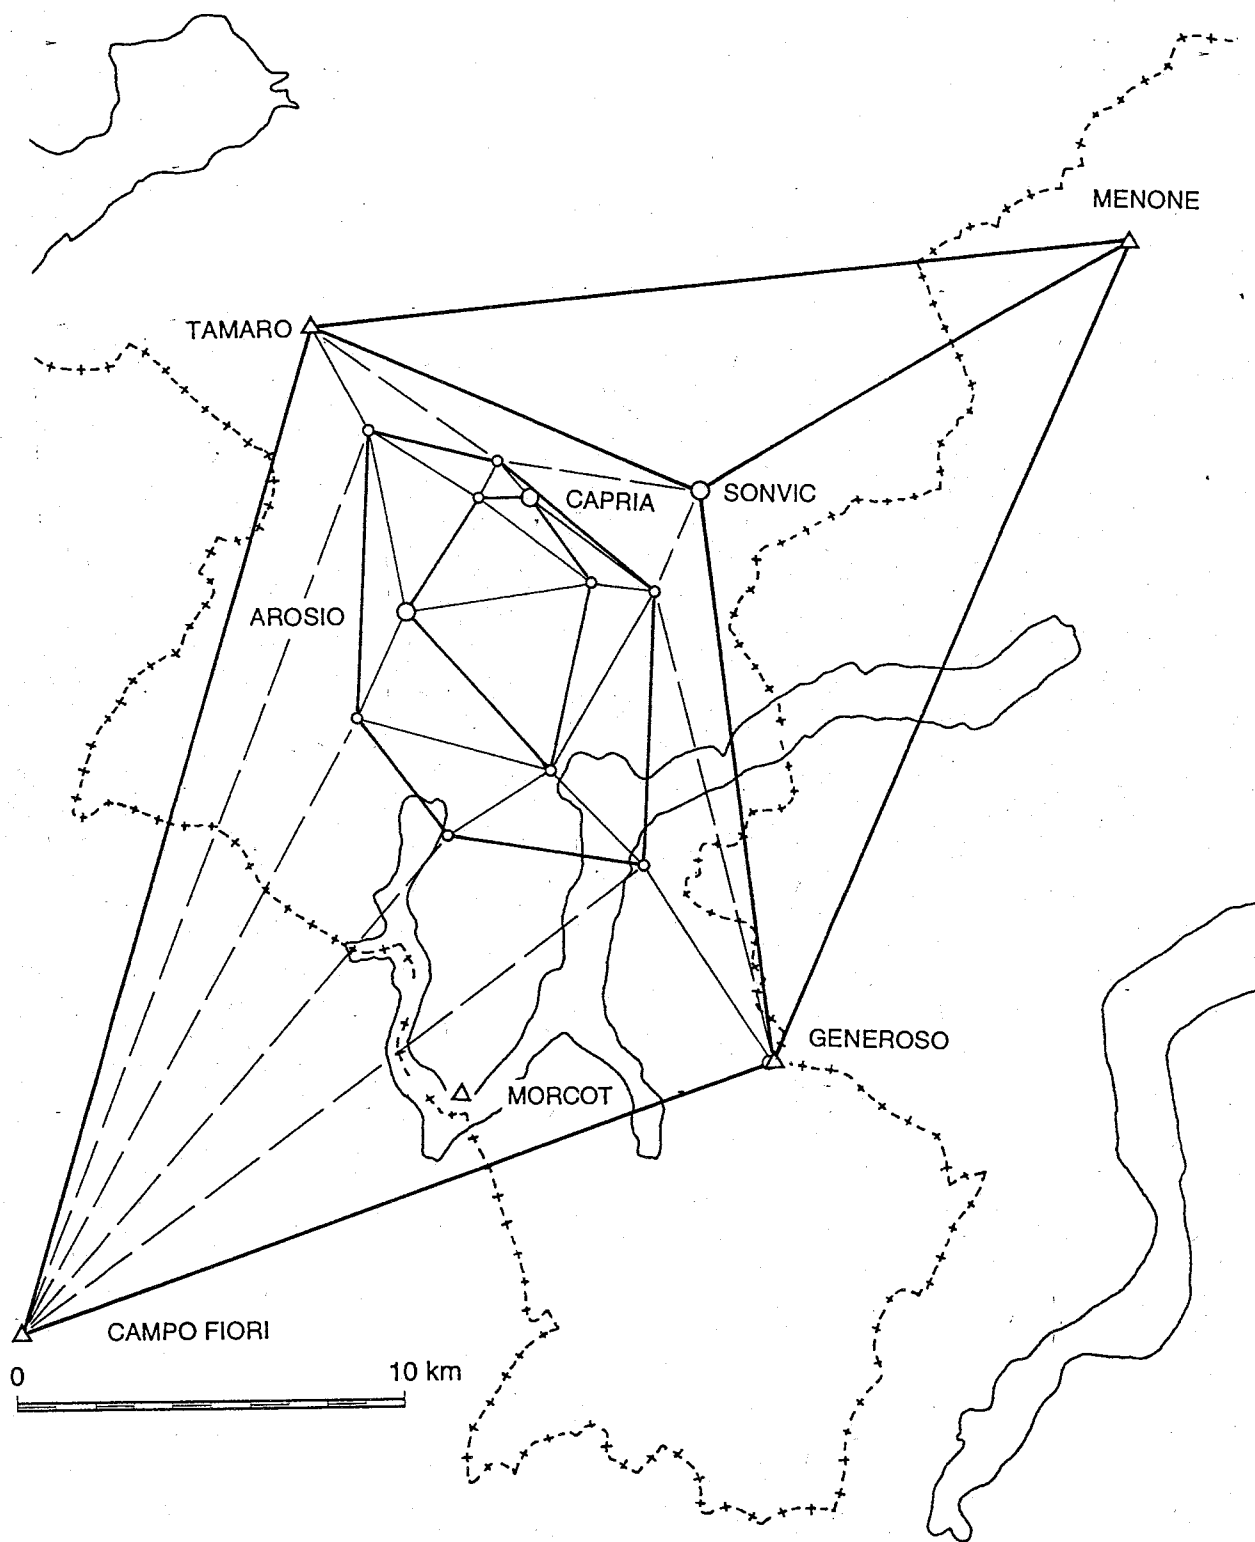 MENONE
TAMARO
CAPRIA
SONVIC
AROSIO
GENEROSO
MORCOT
CAMPO FIORI
0
10 km